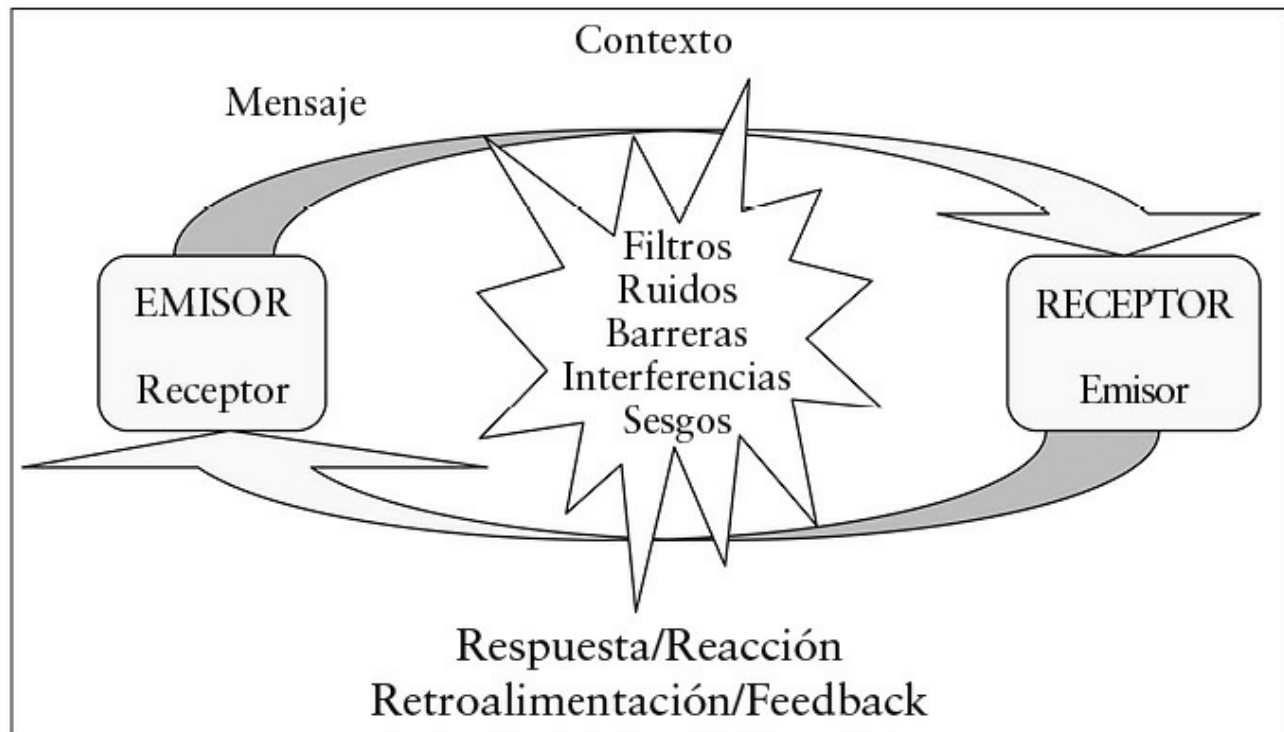 Contexto
Mensaje
EMISOR
Receptor
Filtros
Ruidos
Barreras
Interferencias
Sesgos
RECEPTOR
Emisor
Respuesta/Reacción
Retroalimentación/Feedback